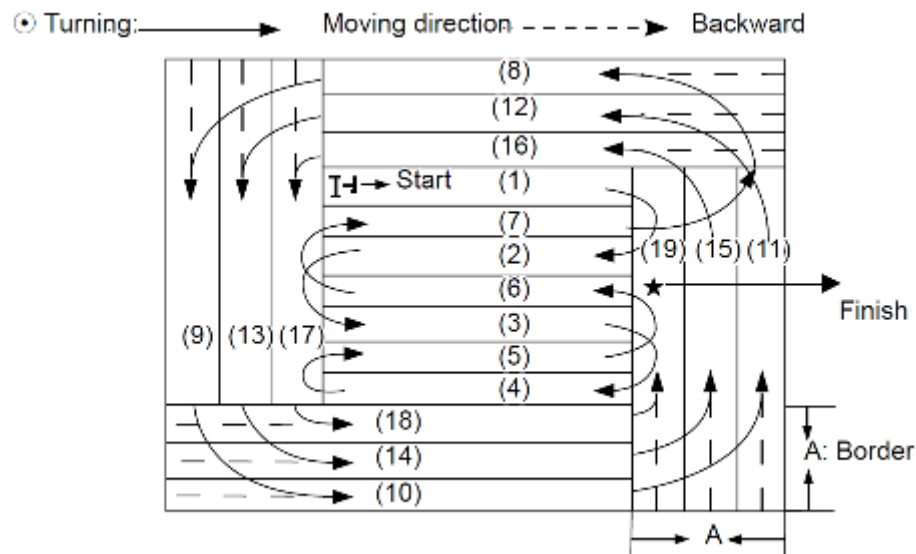 Turning: Moving direction Backward
(8)
(12)
(16)
Start (1)
(7)
(2) (19) (15) (11)
(6)
Finish
(9) (13) (17) (3)
(5)
(4)
(18)
(14) A: Border
(10)
A